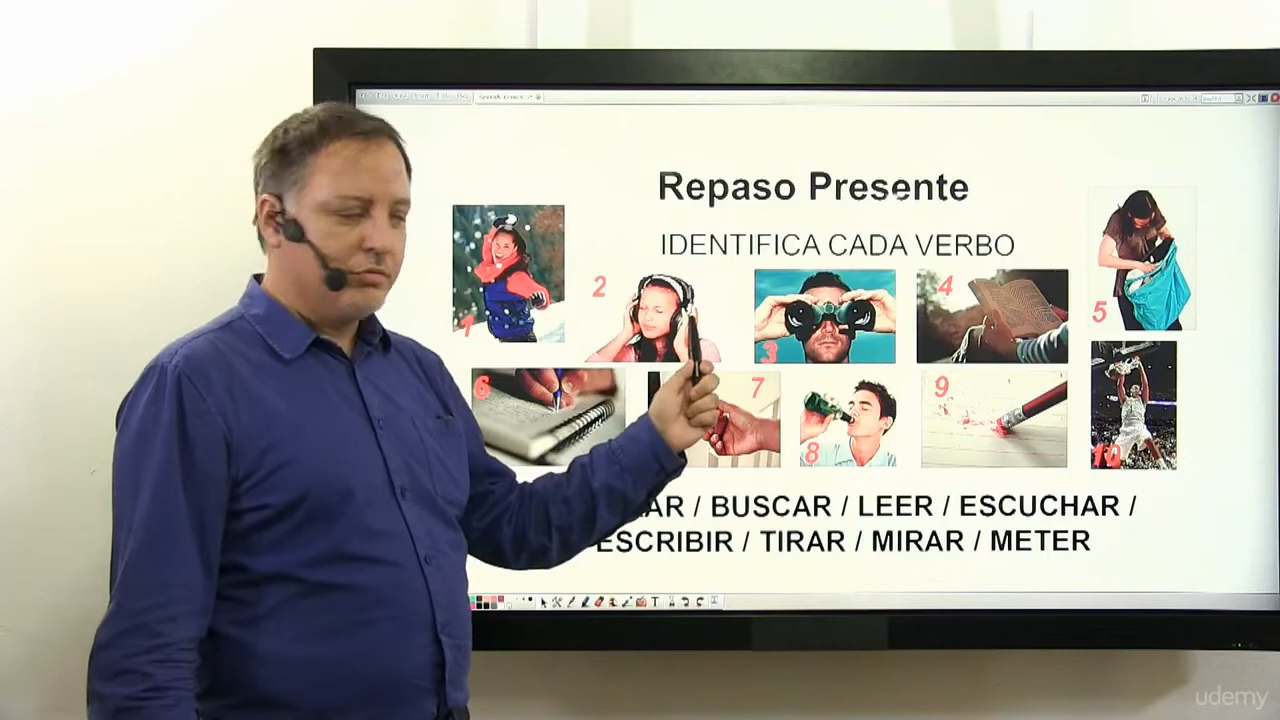 Repaso Presente
IDENTIFICA CADA VERBO
1
2
3
4
5
6
7
8
9
10
/ BUSCAR / LEER / ESCUCHAR /
ESCRIBIR / TIRAR / MIRAR / METER
udemy